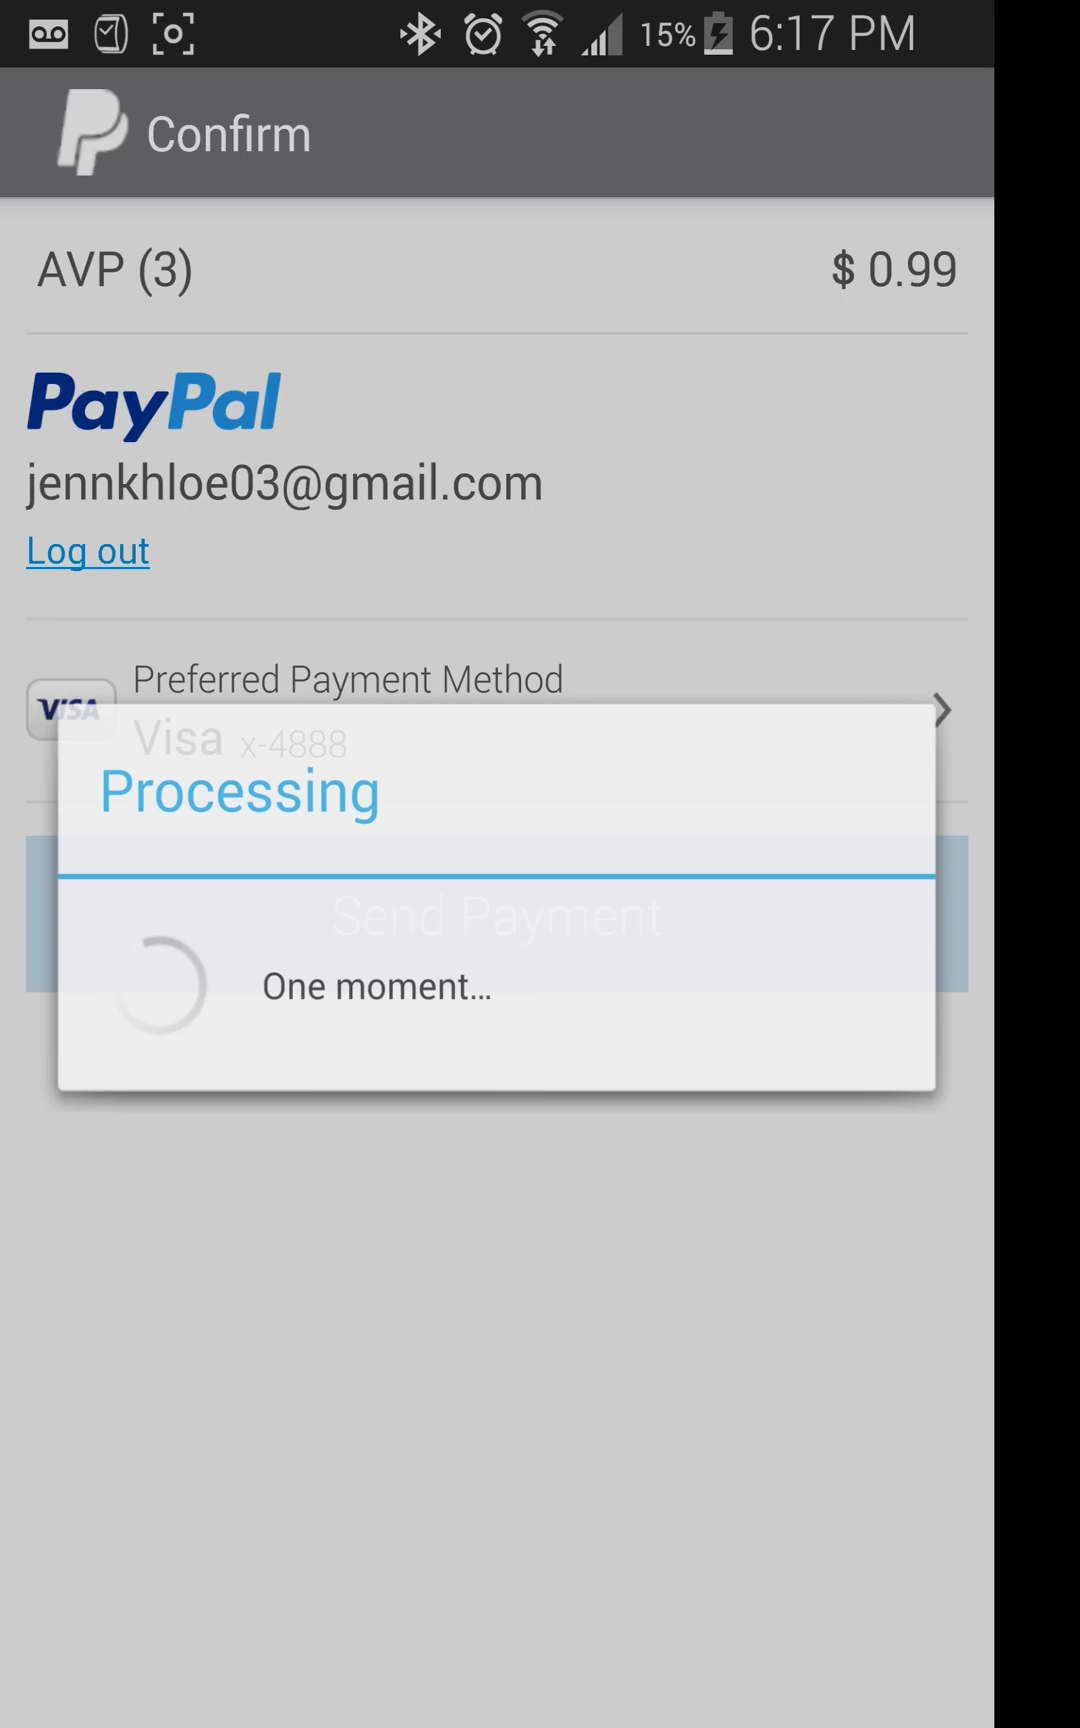 15% 6:17 PM
Confirm
AVP (3) $ 0.99
PayPal
jennkhloe03@gmail.com
Log out
Preferred Payment Method
VISA
Visa x-4888
Processing
Send Payment
One moment...